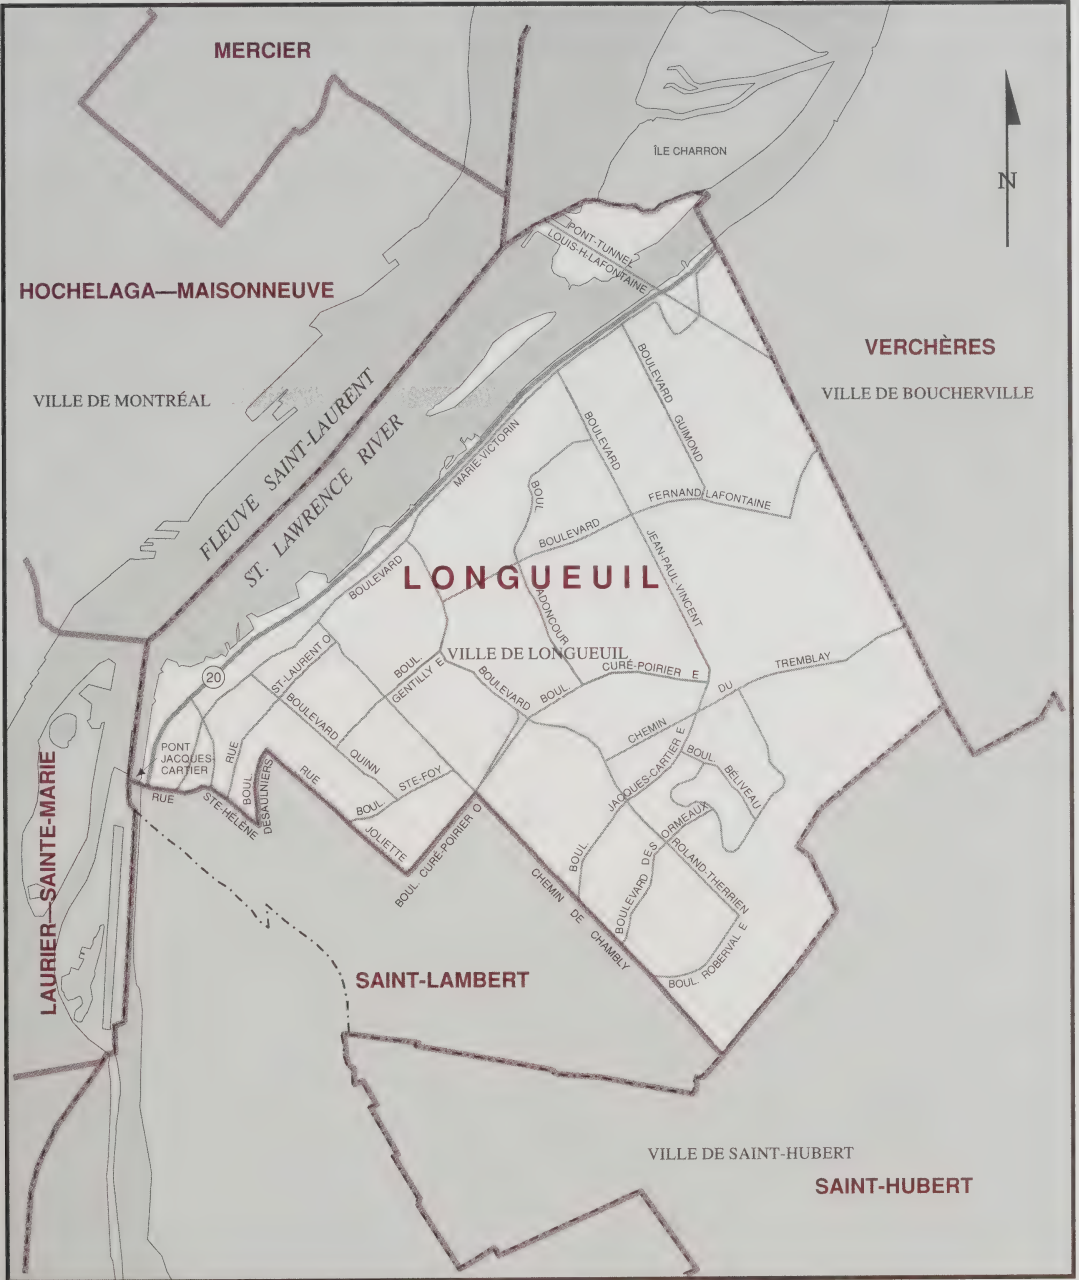 MERCIER
ÎLE CHARRON
N
PONT-TUNNEL
LOUIS-H.-LAFONTAINE
HOCHELAGA—MAISONNEUVE
VERCHÈRES
VILLE DE BOUCHERVILLE
VILLE DE MONTRÉAL
FLEUVE SAINT-LAURENT
ST. LAWRENCE RIVER
BOULEVARD GUIMOND
BOULEVARD JEAN-PAUL-VINCENT
BOULEVARD MARIE-VICTORIN
BOULEVARD FERNAND-LAFONTAINE
BOUL ADONCOUR
LONGUEUIL
VILLE DE LONGUEUIL
RUE ST-LAURENT O
BOUL. GENTILLY E
BOULEVARD
BOUL. CURÉ-POIRIER E
CHEMIN DU TREMBLAY
20
BOULEVARD QUINN
PONT
JACQUES-
CARTIER
RUE STE-HÉLÈNE
BOUL DÉSAULNIERS
RUE JOLIETTE
BOUL. STE-FOY
BOUL. CURÉ-POIRIER O
BOUL JACQUES-CARTIER E
BOUL. BÉLIVEAU
BOULEVARD DES ORMEAUX
ROLAND-THERRIEN
BOUL. ROBERVAL E
CHEMIN DE CHAMBLY
LAURIER—SAINTE-MARIE
SAINT-LAMBERT
VILLE DE SAINT-HUBERT
SAINT-HUBERT